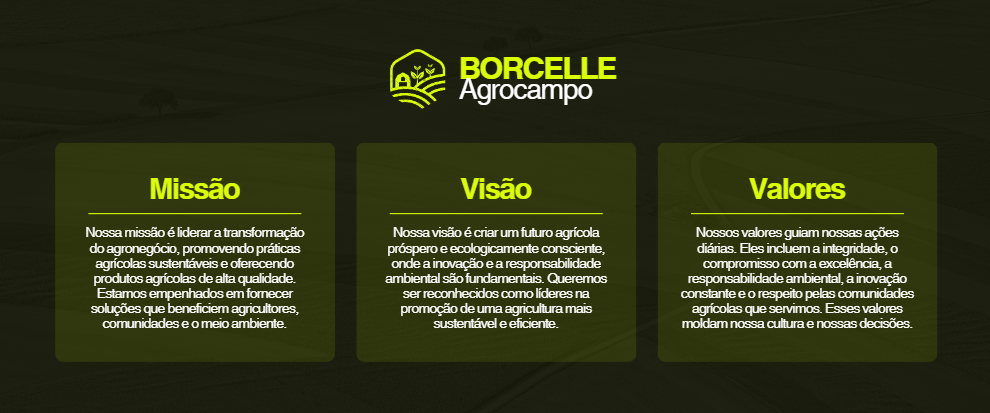 BORCELLE
Agrocampo
Missão
Nossa missão é liderar a transformação
do agronegócio, promovendo práticas
agrícolas sustentáveis e oferecendo
produtos agrícolas de alta qualidade.
Estamos empenhados em fornecer
soluções que beneficiem agricultores,
comunidades e o meio ambiente.
Visão
Nossa visão é criar um futuro agrícola
próspero e ecologicamente consciente,
onde a inovação e a responsabilidade
ambiental são fundamentais. Queremos
ser reconhecidos como líderes na
promoção de uma agricultura mais
sustentável e eficiente.
Valores
Nossos valores guiam nossas ações
diárias. Eles incluem a integridade, o
compromisso com a excelência, a
responsabilidade ambiental, a inovação
constante e o respeito pelas comunidades
agrícolas que servimos. Esses valores
moldam nossa cultura e nossas decisões.